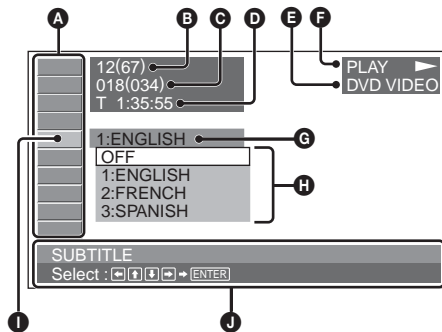 A
B
C
D
E
F
12(67)
018(034)
T 1:35:55
PLAY
DVD VIDEO
1:ENGLISH
G
OFF
1:ENGLISH
2:FRENCH
3:SPANISH
H
SUBTITLE
Select : ← ↑ ↓ → → ENTER
I
J